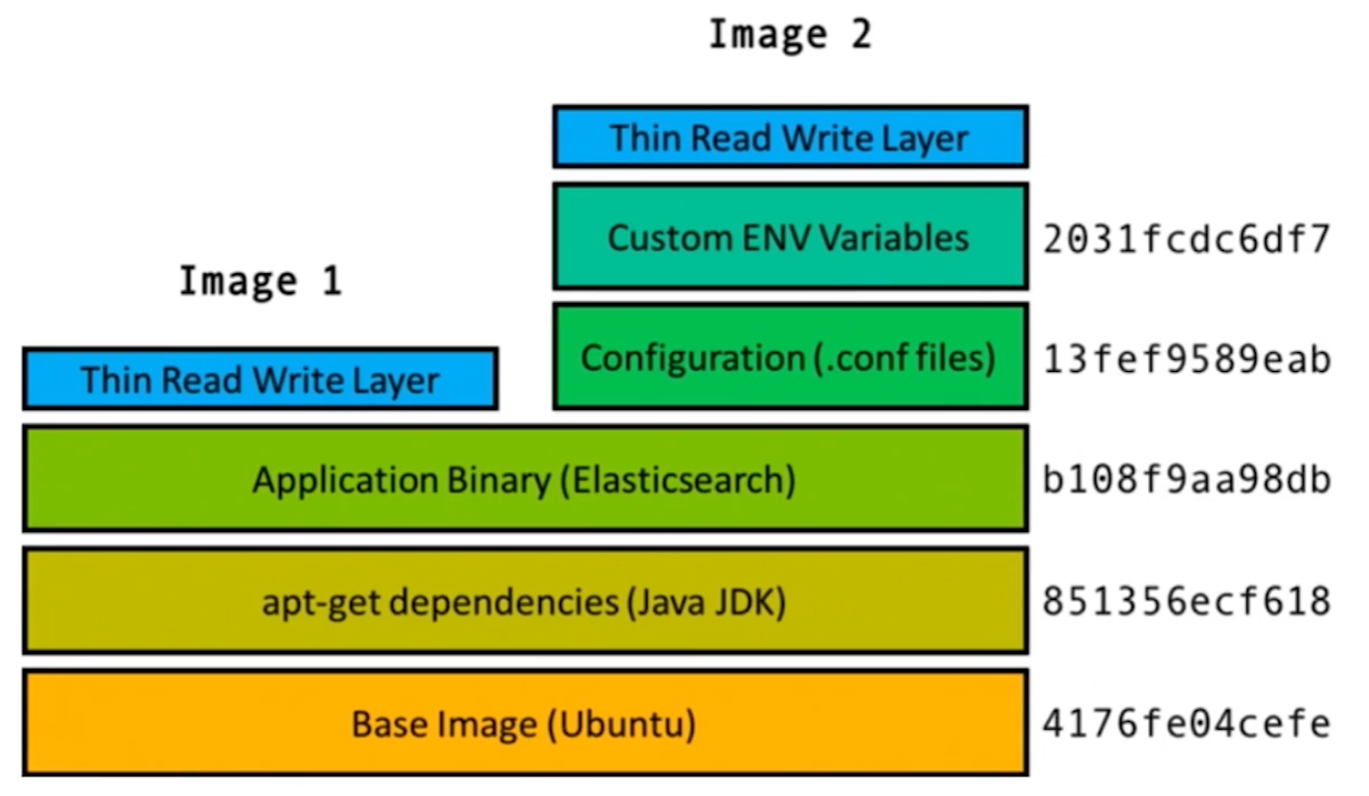 Image 2
Thin Read Write Layer
Custom ENV Variables 2031fcdc6df7
Image 1
Configuration (.conf files) 13fef9589eab
Thin Read Write Layer
Application Binary (Elasticsearch) b108f9aa98db
apt-get dependencies (Java JDK) 851356ecf618
Base Image (Ubuntu) 4176fe04cefe